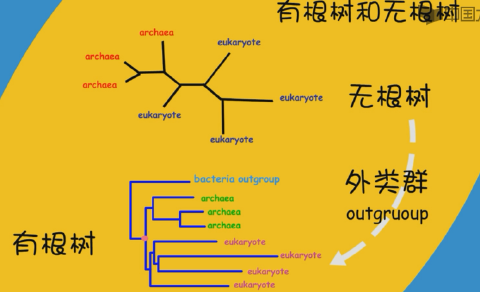 有根树和无根树
archaea
eukaryote
archaea
archaea
eukaryote
eukaryote
eukaryote
无根树
外类群
outgruoup
bacteria outgroup
archaea
archaea
archaea
有根树
eukaryote
eukaryote
eukaryote
eukaryote